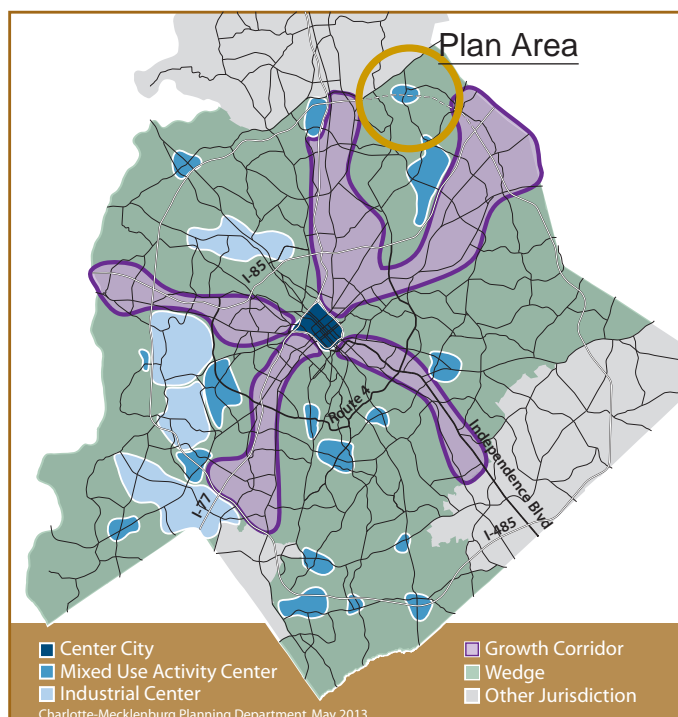 Plan Area
I-85
Route 4
Independence Blvd
I-77
I-485
Center City
Mixed Use Activity Center
Industrial Center
Growth Corridor
Wedge
Other Jurisdiction
Charlotte-Mecklenburg Planning Department, May 2013